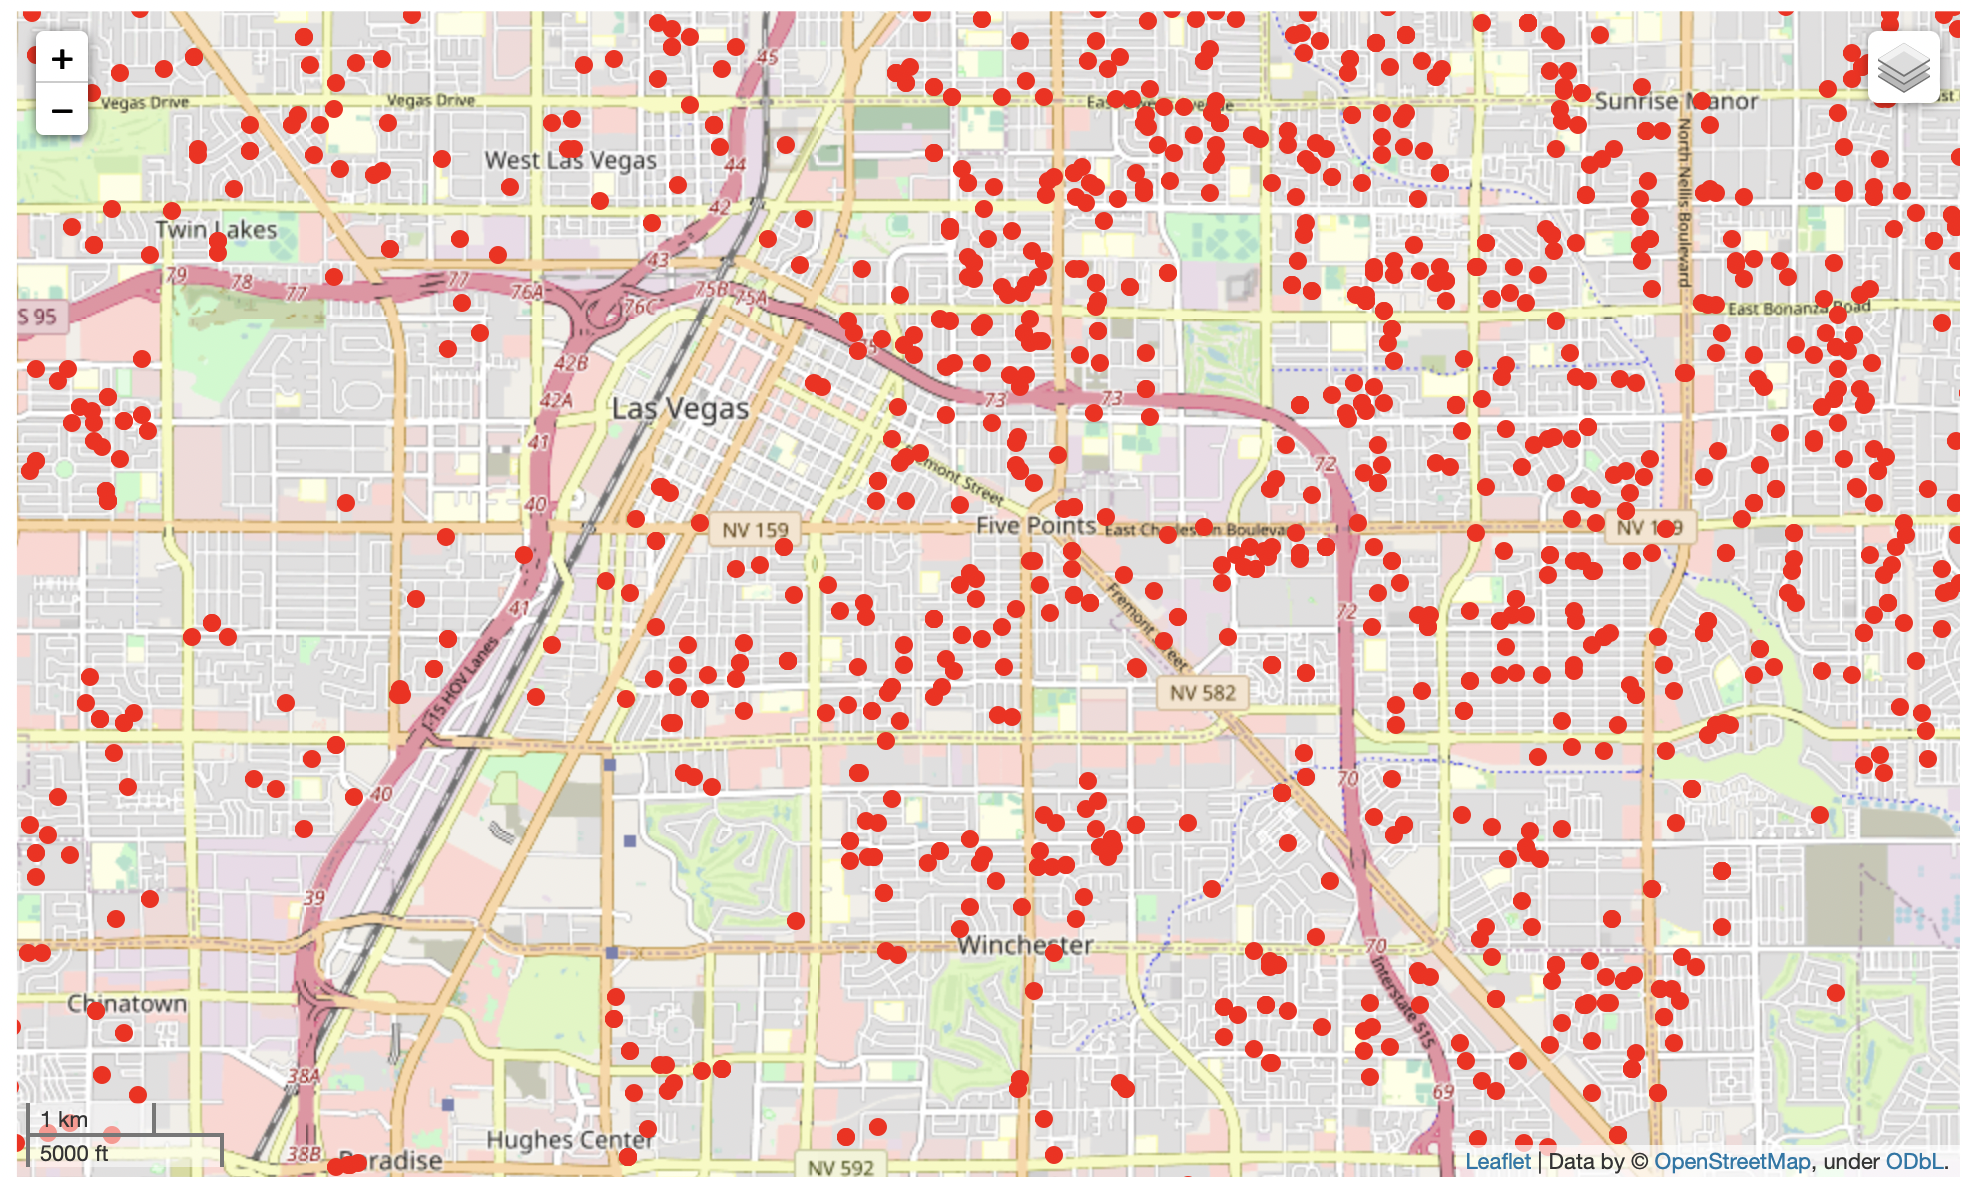 +
−
45
Vegas Drive
Vegas Drive
Sunrise Manor
West Las Vegas
44
42
Twin Lakes
North Nellis Boulevard
43
79
78
77
77
76A
76C
75B
75A
S 95
East Bonanza Road
75
42B
42A
73
73
Las Vegas
41
72
Fremont Street
40
NV 159
Five Points
East Charleston Boulevard
NV 159
41
72
Fremont Street
I-15 HOV Lanes
NV 582
70
40
39
Winchester
70
Interstate 515
Chinatown
38A
69
1 km
5000 ft
Hughes Center
38B
Paradise
NV 592
Leaflet | Data by © OpenStreetMap, under ODbL.